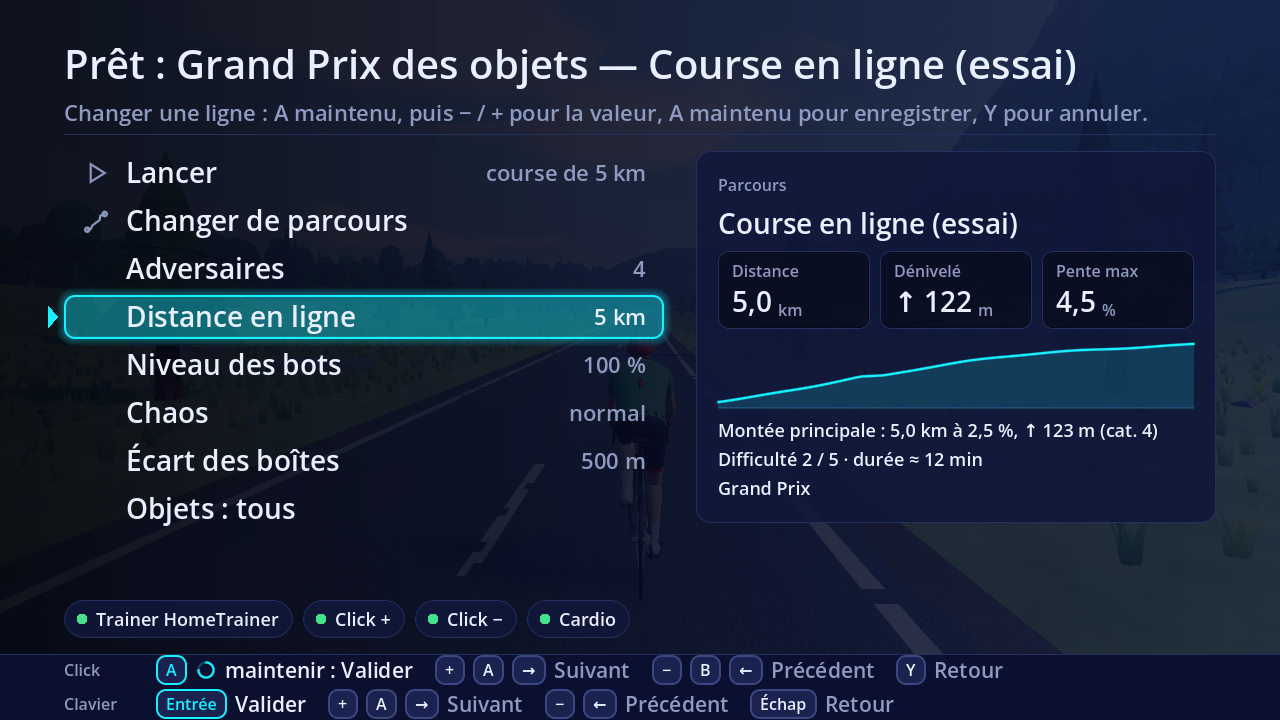 Prêt : Grand Prix des objets — Course en ligne (essai)
Changer une ligne : A maintenu, puis − / + pour la valeur, A maintenu pour enregistrer, Y pour annuler.
Lancer course de 5 km
Changer de parcours
Adversaires 4
Distance en ligne 5 km
Niveau des bots 100 %
Chaos normal
Écart des boîtes 500 m
Objets : tous
Parcours
Course en ligne (essai)
Distance Dénivelé Pente max
5,0 km ↑ 122 m 4,5 %
Montée principale : 5,0 km à 2,5 %, ↑ 123 m (cat. 4)
Difficulté 2 / 5 · durée ≈ 12 min
Grand Prix
Trainer HomeTrainer Click + Click − Cardio
Click A maintenir : Valider + A → Suivant − B ← Précédent Y Retour
Clavier Entrée Valider + A → Suivant − ← Précédent Échap Retour